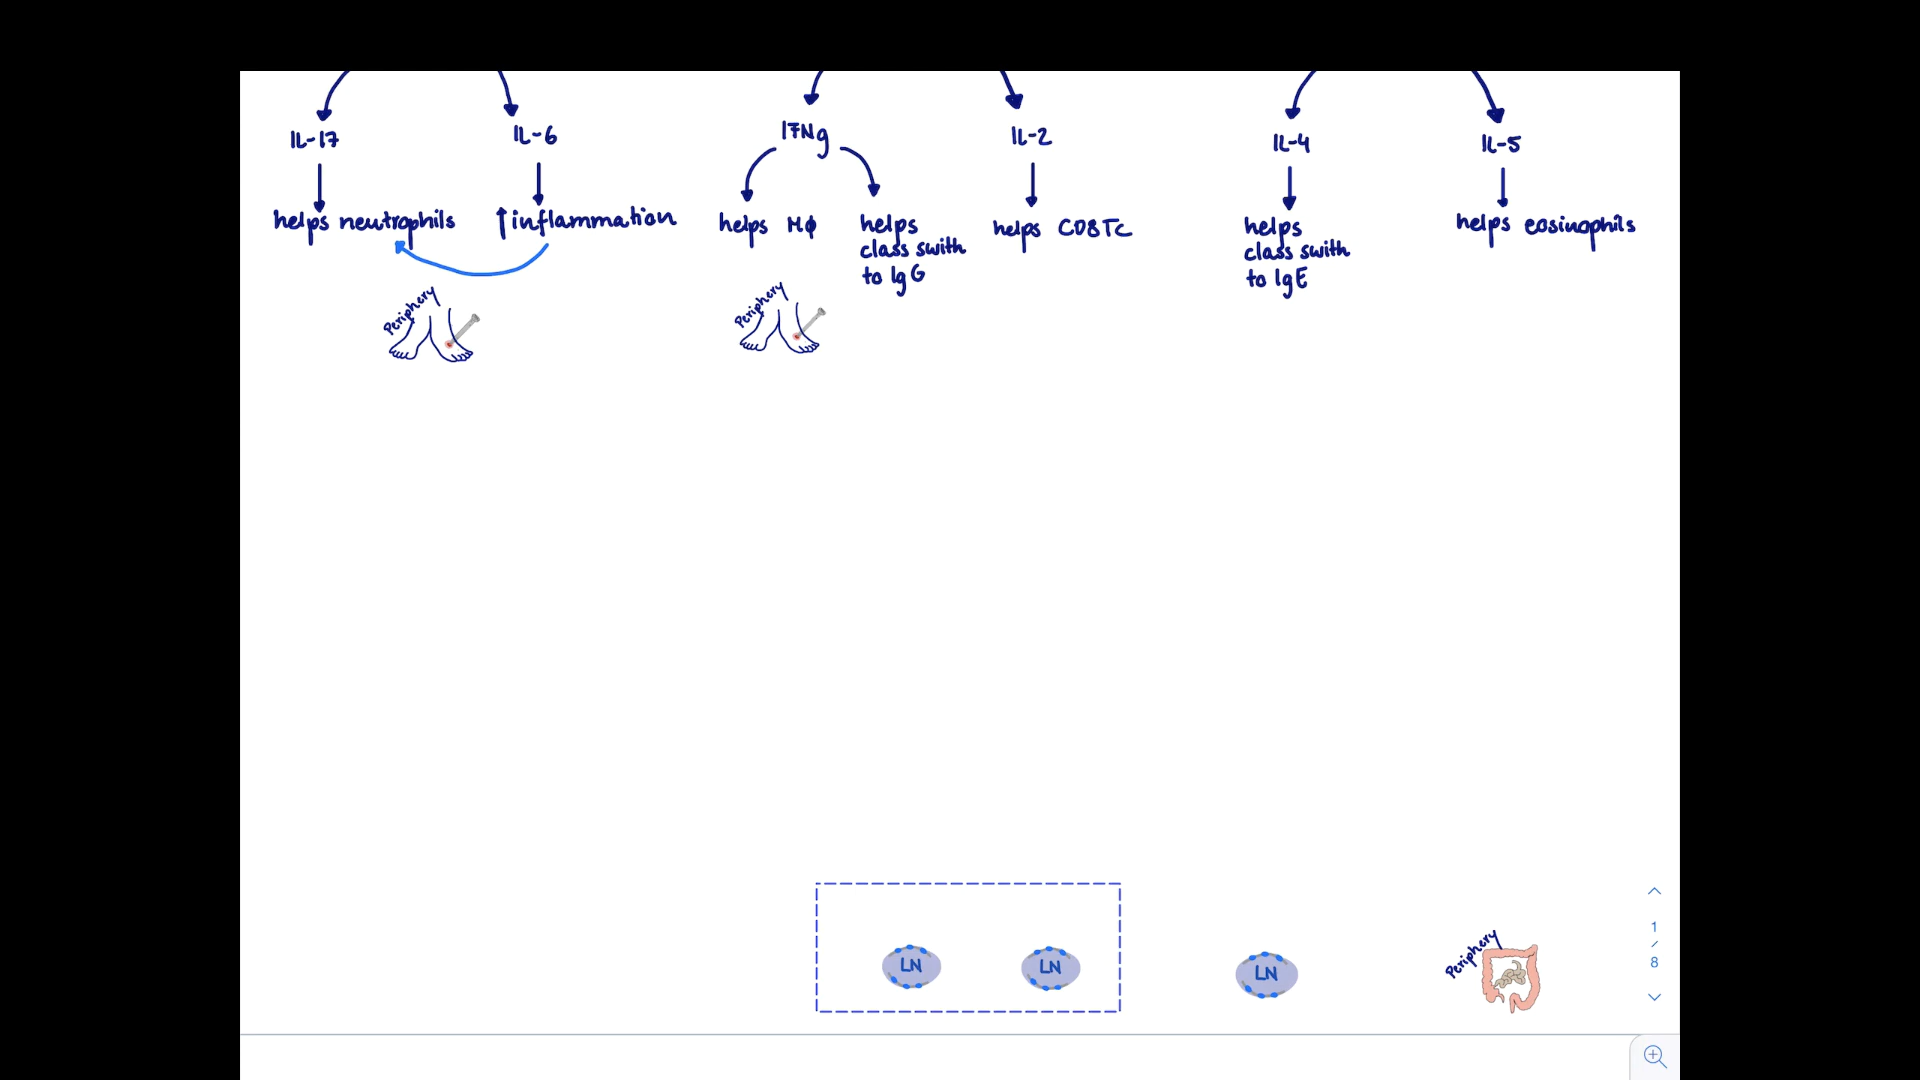 IL-17
IL-6
IFNg
IL-2
IL-4
IL-5
helps neutrophils
↑inflammation
helps Mϕ
helps
class swith
to IgG
helps CD8TC
helps
class swith
to IgE
helps eosinophils
Periphery
Periphery
LN
LN
LN
Periphery
1
/
8